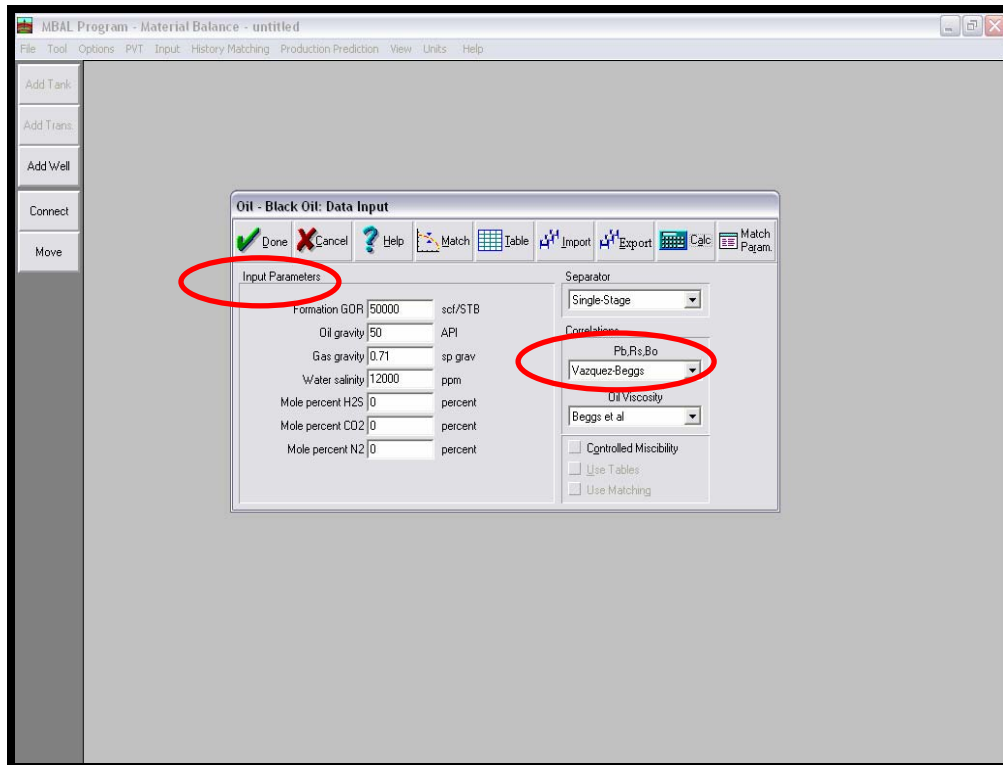 MBAL Program - Material Balance - untitled
File Tool Options PVT Input History Matching Production Prediction View Units Help
Add Tank
Add Trans.
Add Well
Connect
Move
Oil - Black Oil: Data Input
Done Cancel Help Match Table Import Export Calc Match Param.
Input Parameters
Formation GOR 50000 scf/STB
Oil gravity 50 API
Gas gravity 0.71 sp grav
Water salinity 12000 ppm
Mole percent H2S 0 percent
Mole percent CO2 0 percent
Mole percent N2 0 percent
Separator
Single-Stage
Correlations
Pb,Rs,Bo
Vazquez-Beggs
Oil Viscosity
Beggs et al
Controlled Miscibility
Use Tables
Use Matching